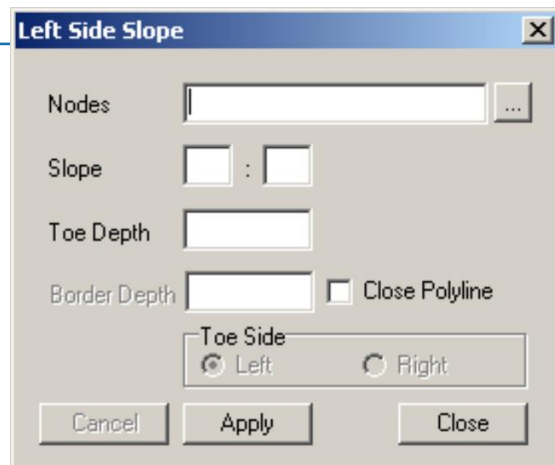 Left Side Slope
Nodes ...
Slope :
Toe Depth
Border Depth Close Polyline
Toe Side
Left Right
Cancel Apply Close